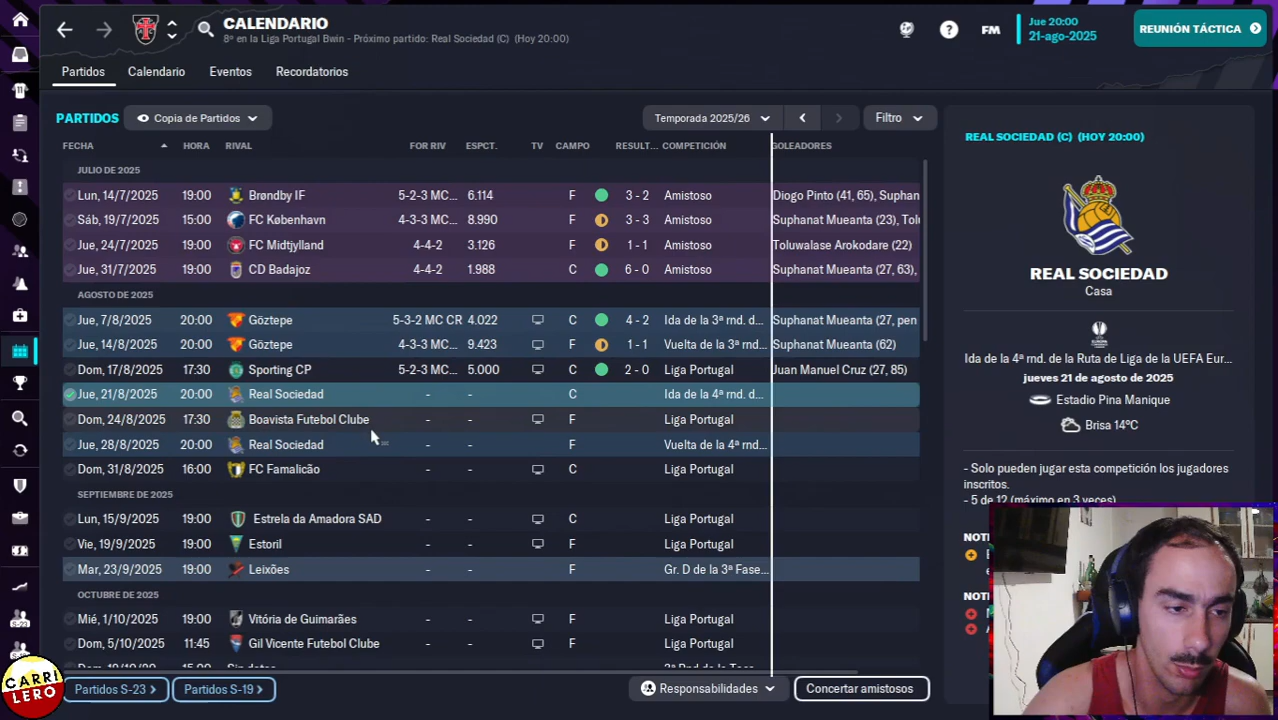 CALENDARIO
8º en la Liga Portugal Bwin - Próximo partido: Real Sociedad (C) (Hoy 20:00)
FM
Jue 20:00
21-ago-2025
REUNIÓN TÁCTICA
Partidos Calendario Eventos Recordatorios
PARTIDOS Copia de Partidos Temporada 2025/26 Filtro
FECHA HORA RIVAL FOR RIV ESPCT. TV CAMPO RESULT... COMPETICIÓN GOLEADORES
JULIO DE 2025
Lun, 14/7/2025 19:00 Brøndby IF 5-2-3 MC... 6.114 F 3 - 2 Amistoso Diogo Pinto (41, 65), Suphan
Sáb, 19/7/2025 15:00 FC København 4-3-3 MC... 8.990 F 3 - 3 Amistoso Suphanat Mueanta (23), Tolu
Jue, 24/7/2025 19:00 FC Midtjylland 4-4-2 3.126 F 1 - 1 Amistoso Toluwalase Arokodare (22)
Jue, 31/7/2025 19:00 CD Badajoz 4-4-2 1.988 C 6 - 0 Amistoso Suphanat Mueanta (27, 63),
AGOSTO DE 2025
Jue, 7/8/2025 20:00 Göztepe 5-3-2 MC CR 4.022 C 4 - 2 Ida de la 3ª rnd. d... Suphanat Mueanta (27, pen
Jue, 14/8/2025 20:00 Göztepe 4-3-3 MC... 9.423 F 1 - 1 Vuelta de la 3ª rnd... Suphanat Mueanta (62)
Dom, 17/8/2025 17:30 Sporting CP 5-2-3 MC... 5.000 C 2 - 0 Liga Portugal Juan Manuel Cruz (27, 85)
Jue, 21/8/2025 20:00 Real Sociedad - - C Ida de la 4ª rnd. d...
Dom, 24/8/2025 17:30 Boavista Futebol Clube - - F Liga Portugal
Jue, 28/8/2025 20:00 Real Sociedad - - F Vuelta de la 4ª rnd...
Dom, 31/8/2025 16:00 FC Famalicão - - C Liga Portugal
SEPTIEMBRE DE 2025
Lun, 15/9/2025 19:00 Estrela da Amadora SAD - - C Liga Portugal
Vie, 19/9/2025 19:00 Estoril - - F Liga Portugal
Mar, 23/9/2025 19:00 Leixões - - F Gr. D de la 3ª Fase...
OCTUBRE DE 2025
Mié, 1/10/2025 19:00 Vitória de Guimarães - - F Liga Portugal
Dom, 5/10/2025 11:45 Gil Vicente Futebol Clube - - F Liga Portugal
Partidos S-23 Partidos S-19 Responsabilidades Concertar amistosos
REAL SOCIEDAD (C) (HOY 20:00)
REAL SOCIEDAD
Casa
Ida de la 4ª rnd. de la Ruta de Liga de la UEFA Eur...
jueves 21 de agosto de 2025
Estadio Pina Manique
Brisa 14ºC
- Solo pueden jugar esta competición los jugadores
inscritos.
- 5 de 12 (máximo en 3 veces)
CARRI
LERO